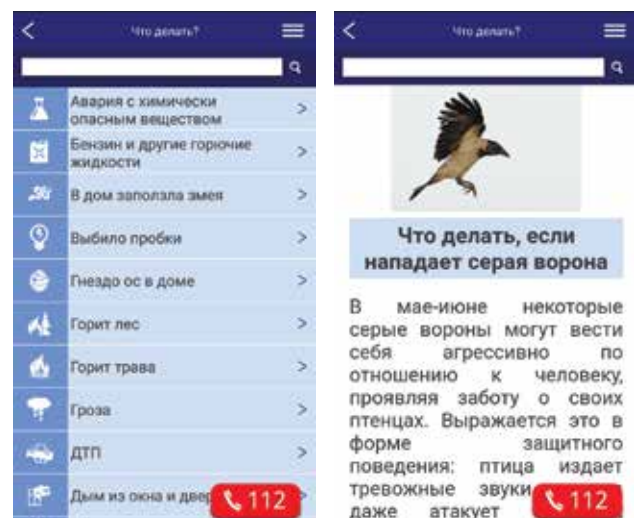 Что делать?
Авария с химически
опасным веществом
Бензин и другие горючие
жидкости
В дом заползла змея
Выбило пробки
Гнездо ос в доме
Горит лес
Горит трава
Гроза
ДТП
Дым из окна и двер
112
Что делать?
Что делать, если
нападает серая ворона
В мае-июне некоторые
серые вороны могут вести
себя агрессивно по
отношению к человеку,
проявляя заботу о своих
птенцах. Выражается это в
форме защитного
поведения: птица издает
тревожные звуки
даже атакует
112